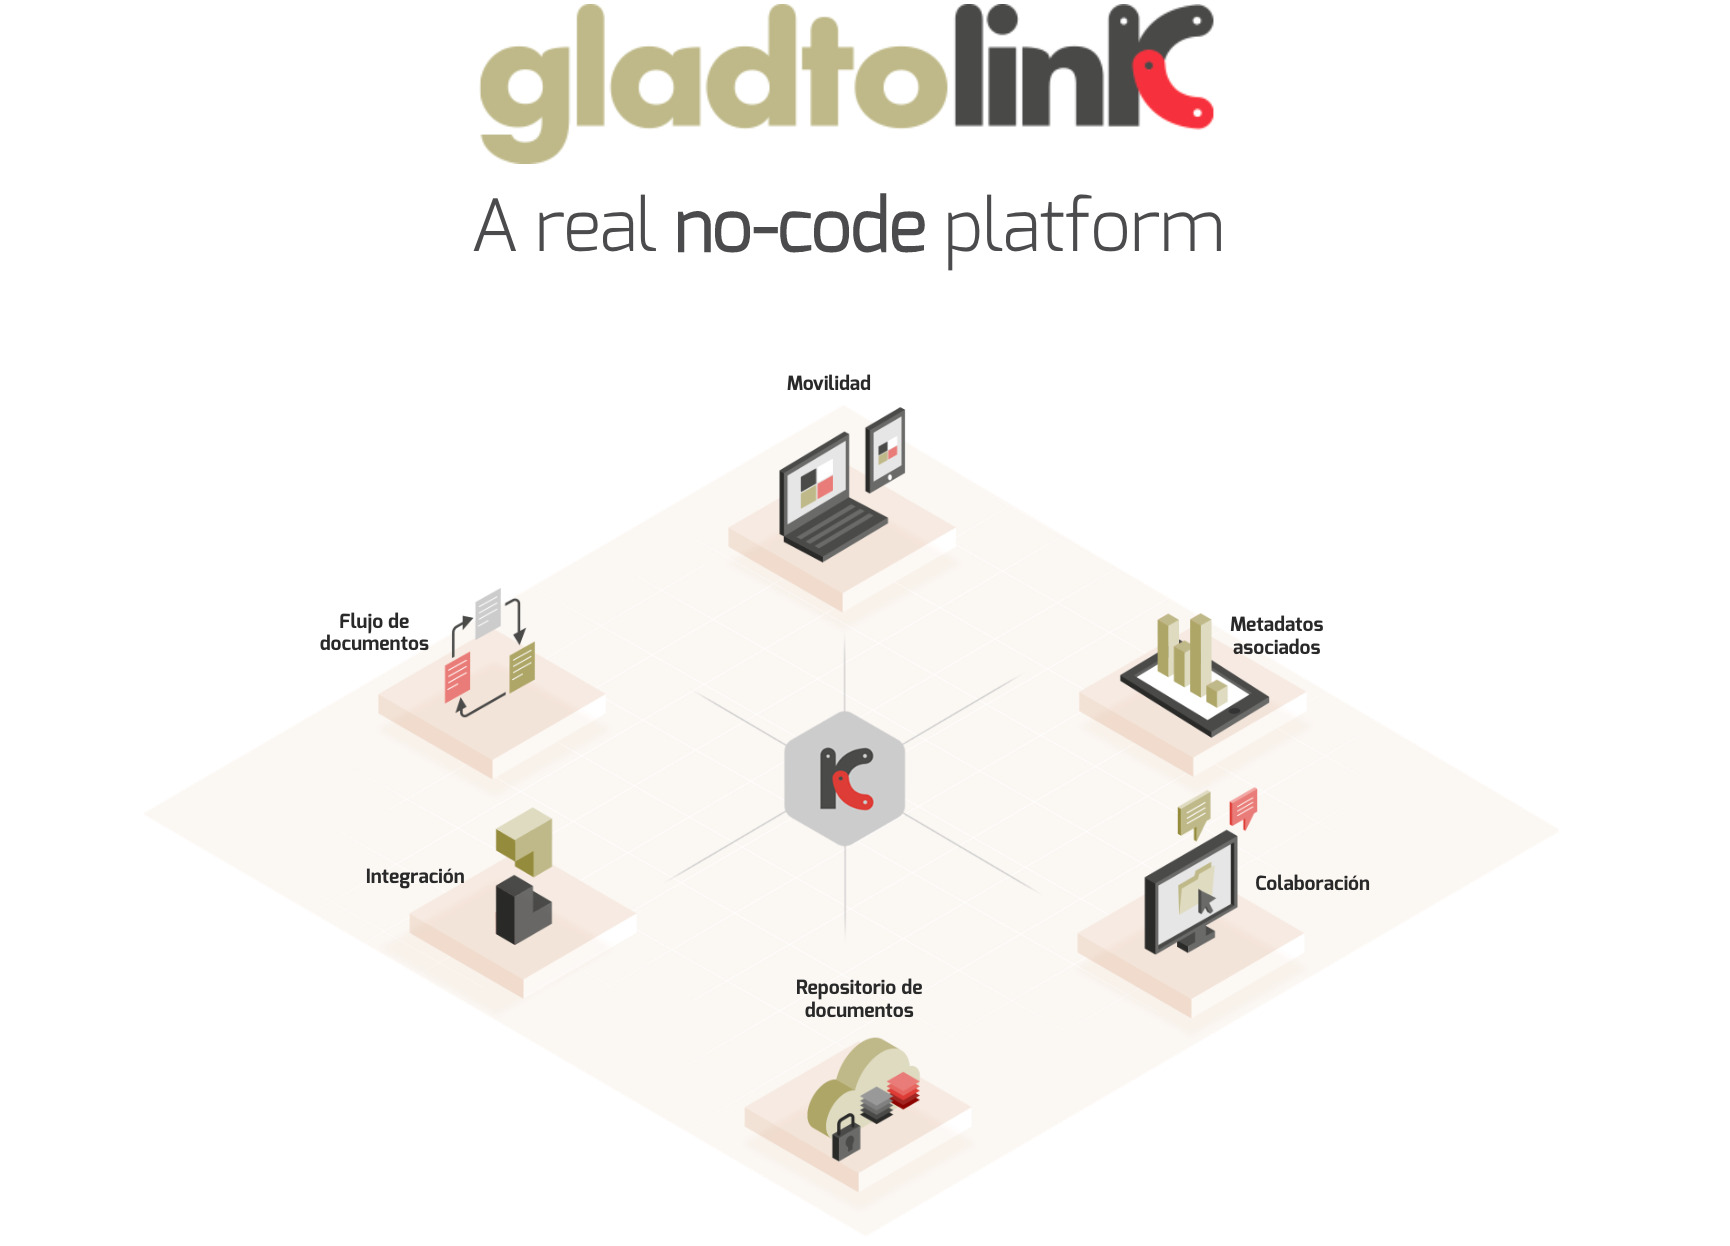 gladtolink
A real no-code platform
Movilidad
Flujo de
documentos
Metadatos
asociados
Integración
Colaboración
Repositorio de
documentos